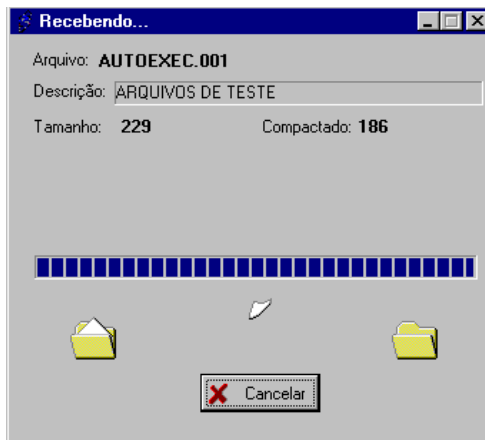 Recebendo...
Arquivo: AUTOEXEC.001
Descrição: ARQUIVOS DE TESTE
Tamanho: 229 Compactado: 186
Cancelar